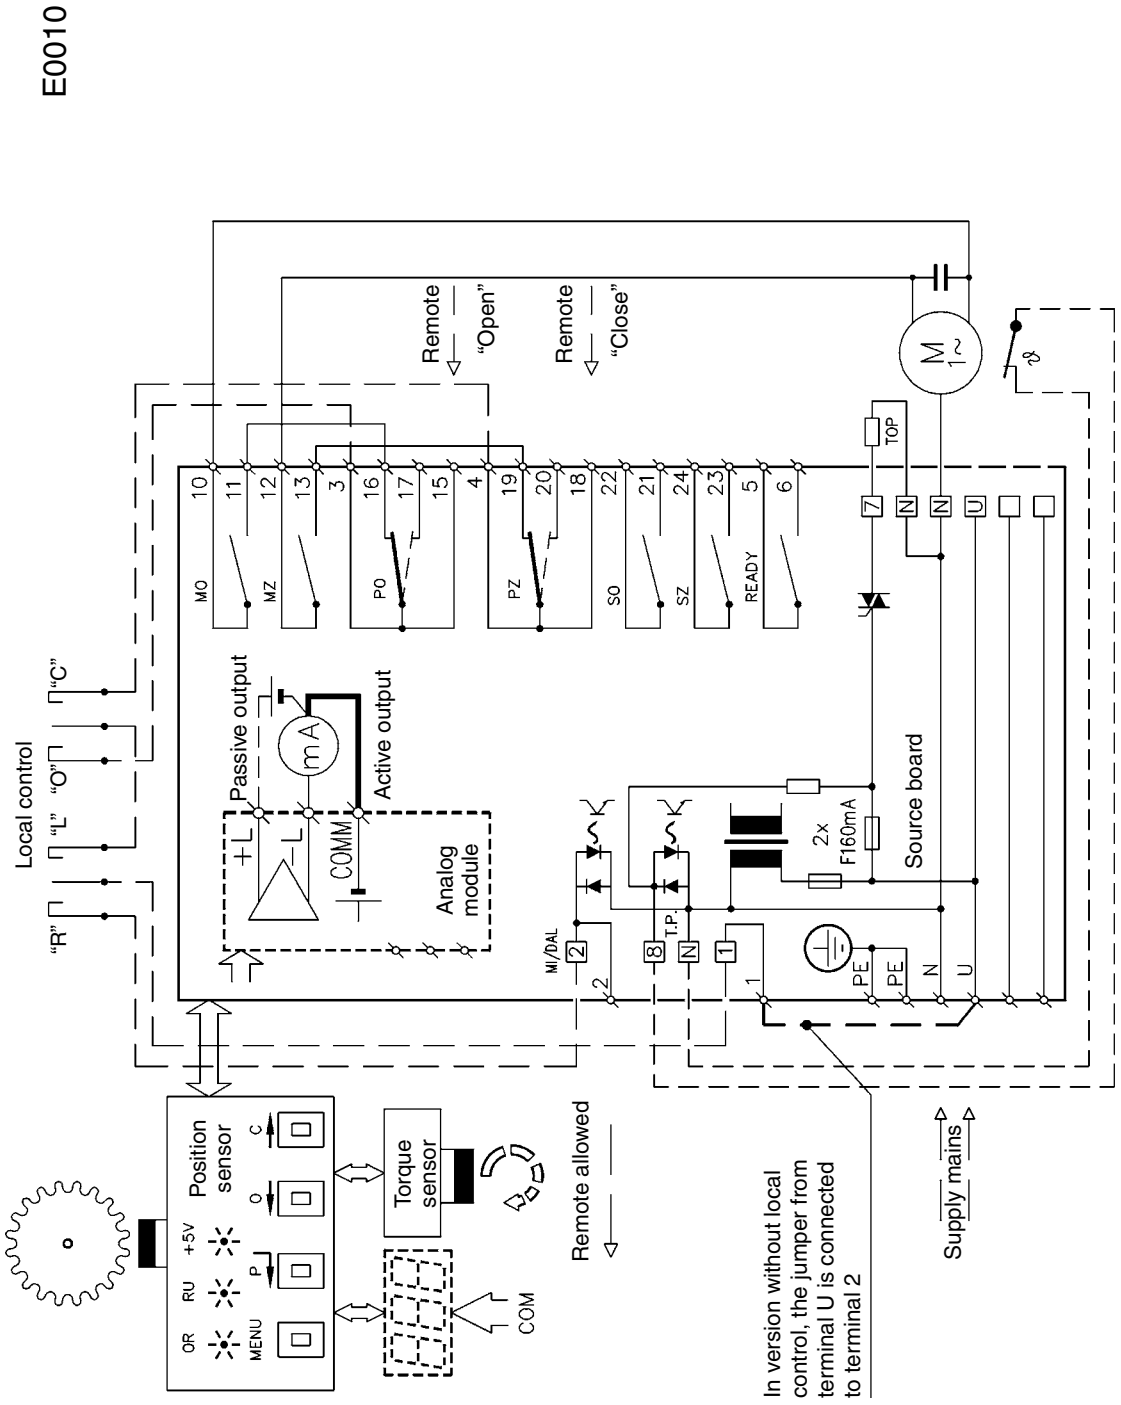 E0010
Local control
"R"
"L"
"O"
"C"
MENU
P
O
C
OR
RU
+5V
Position
sensor
Torque
sensor
COM
Analog
module
+L
-L
COMM
mA
Passive output
Active output
MO
MZ
PO
PZ
SO
SZ
READY
10
11
12
13
3
16
17
15
4
19
20
18
22
21
24
23
5
6
Remote
"Open"
Remote
"Close"
Remote allowed
MI/DAL
2
2
8
T.P.
N
1
1
PE
PE
N
U
2x
F160mA
Source board
7
N
N
U
TOP
M
1~
ϑ
Supply mains
In version without local
control, the jumper from
terminal U is connected
to terminal 2